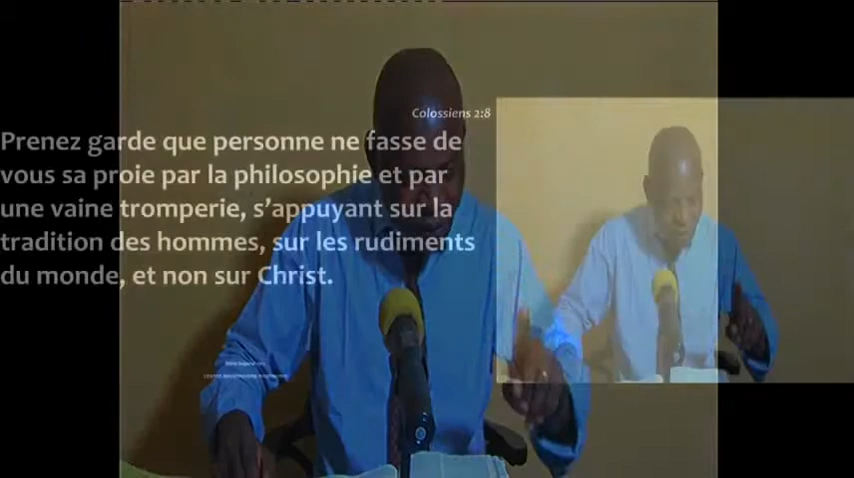 Colossiens 2:8
Prenez garde que personne ne fasse de
vous sa proie par la philosophie et par
une vaine tromperie, s'appuyant sur la
tradition des hommes, sur les rudiments
du monde, et non sur Christ.